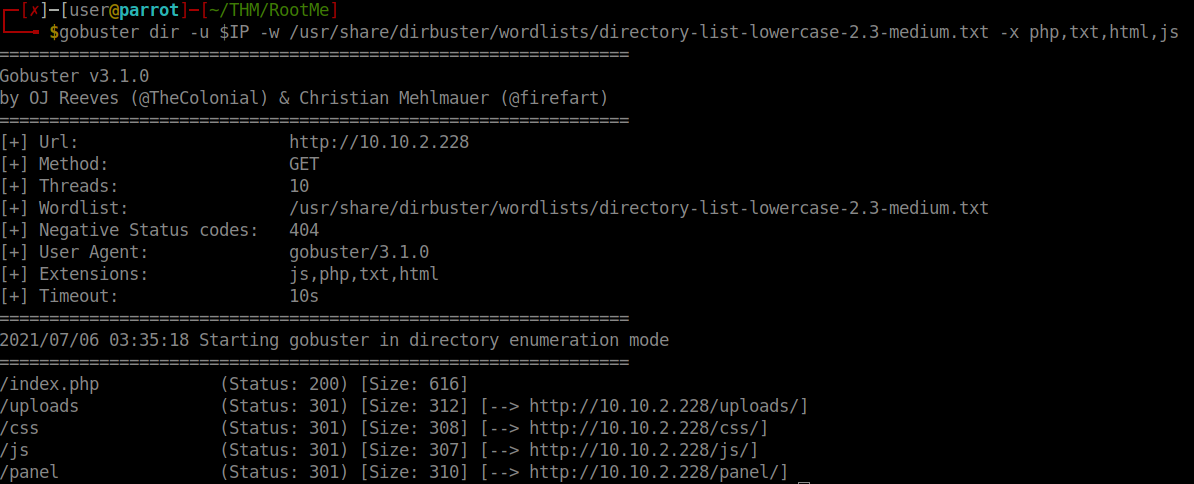 ┌─[✗]─[user@parrot]─[~/THM/RootMe]
└──╼ $gobuster dir -u $IP -w /usr/share/dirbuster/wordlists/directory-list-lowercase-2.3-medium.txt -x php,txt,html,js
===============================================================
Gobuster v3.1.0
by OJ Reeves (@TheColonial) & Christian Mehlmauer (@firefart)
===============================================================
[+] Url:                     http://10.10.2.228
[+] Method:                  GET
[+] Threads:                 10
[+] Wordlist:                /usr/share/dirbuster/wordlists/directory-list-lowercase-2.3-medium.txt
[+] Negative Status codes:   404
[+] User Agent:              gobuster/3.1.0
[+] Extensions:              js,php,txt,html
[+] Timeout:                 10s
===============================================================
2021/07/06 03:35:18 Starting gobuster in directory enumeration mode
===============================================================
/index.php            (Status: 200) [Size: 616]
/uploads              (Status: 301) [Size: 312] [--> http://10.10.2.228/uploads/]
/css                  (Status: 301) [Size: 308] [--> http://10.10.2.228/css/]
/js                   (Status: 301) [Size: 307] [--> http://10.10.2.228/js/]
/panel                (Status: 301) [Size: 310] [--> http://10.10.2.228/panel/]